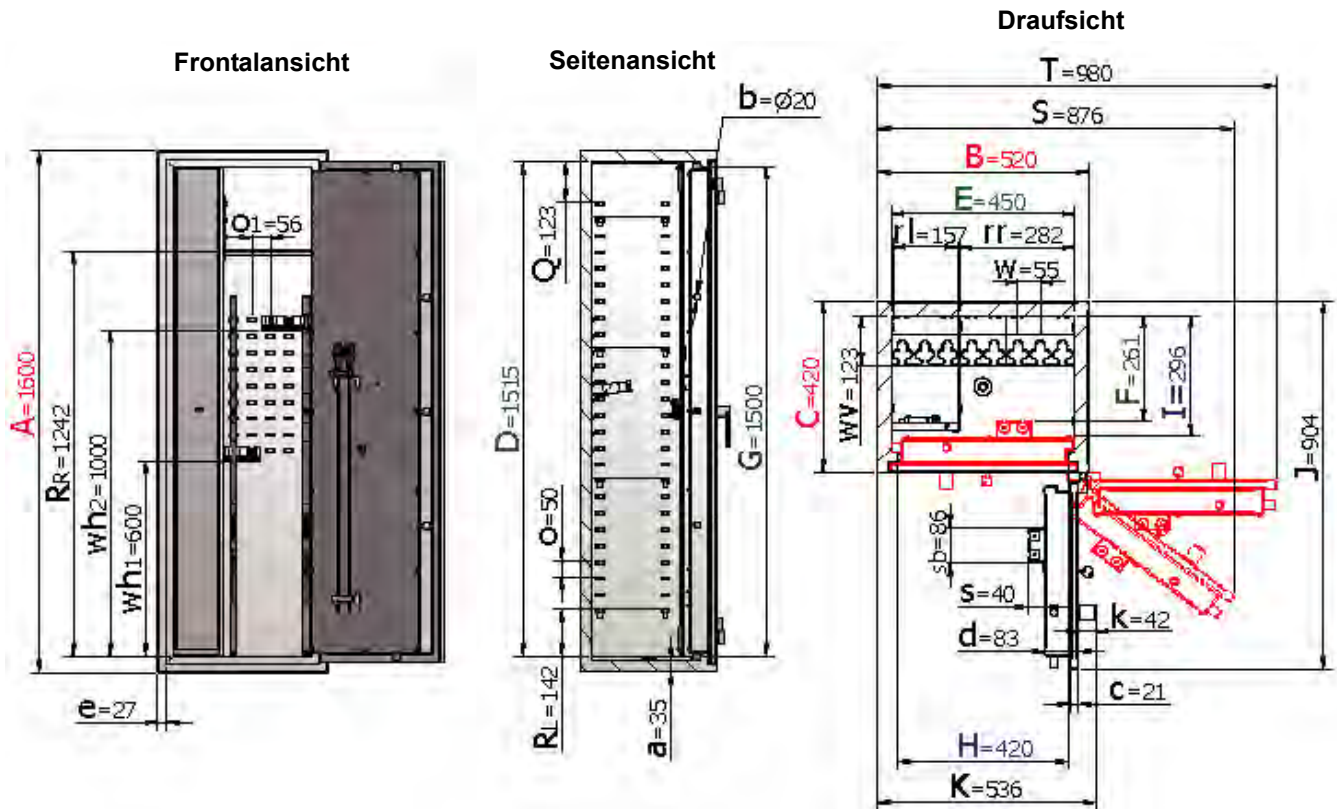 Draufsicht
Frontalansicht
Seitenansicht
T=980
b=Ø20
S=876
B=520
E=450
rl=157
rr=282
W=55
O1=56
Q=123
A=1600
RR=1242
wh2=1000
wh1=600
D=1515
G=1500
C=420
wv=123
F=261
I=296
J=904
o=50
sb=86
s=40
k=42
d=83
RL=142
a=35
c=21
e=27
H=420
K=536